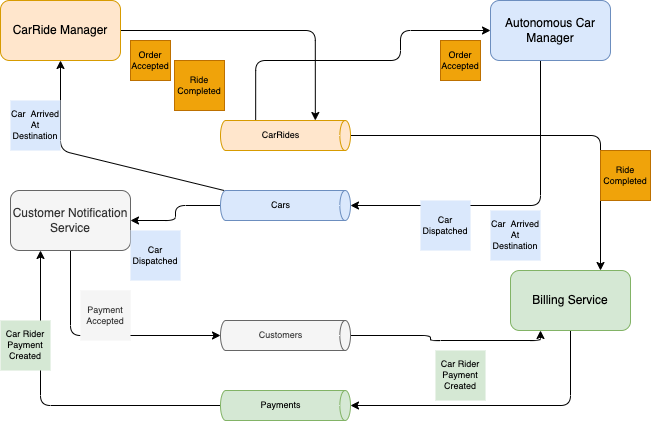 CarRide Manager
Autonomous Car
Manager
Order
Accepted
Ride
Completed
Order
Accepted
Car Arrived
At
Destination
CarRides
Ride
Completed
Customer Notification
Service
Cars
Car
Dispatched
Car
Dispatched
Car Arrived
At
Destination
Billing Service
Payment
Accepted
Car Rider
Payment
Created
Customers
Car Rider
Payment
Created
Payments